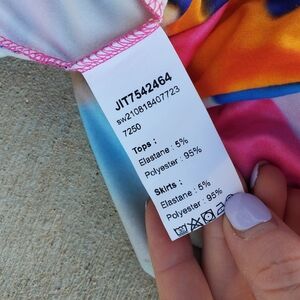 JIT7542464
sw210818407723
7250
Tops :
Elastane : 5%
Polyester : 95%
Skirts :
Elastane : 5%
Polyester : 95%